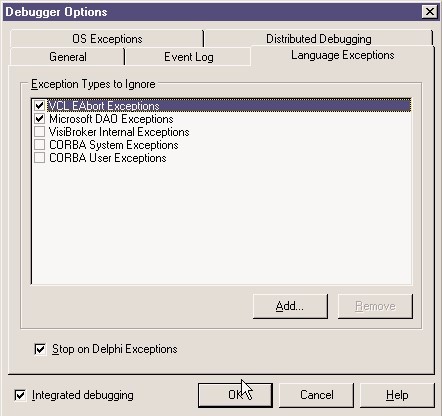 Debugger Options
OS Exceptions Distributed Debugging
General Event Log Language Exceptions
Exception Types to Ignore
VCL EAbort Exceptions
Microsoft DAO Exceptions
VisiBroker Internal Exceptions
CORBA System Exceptions
CORBA User Exceptions
Add... Remove
Stop on Delphi Exceptions
Integrated debugging OK Cancel Help